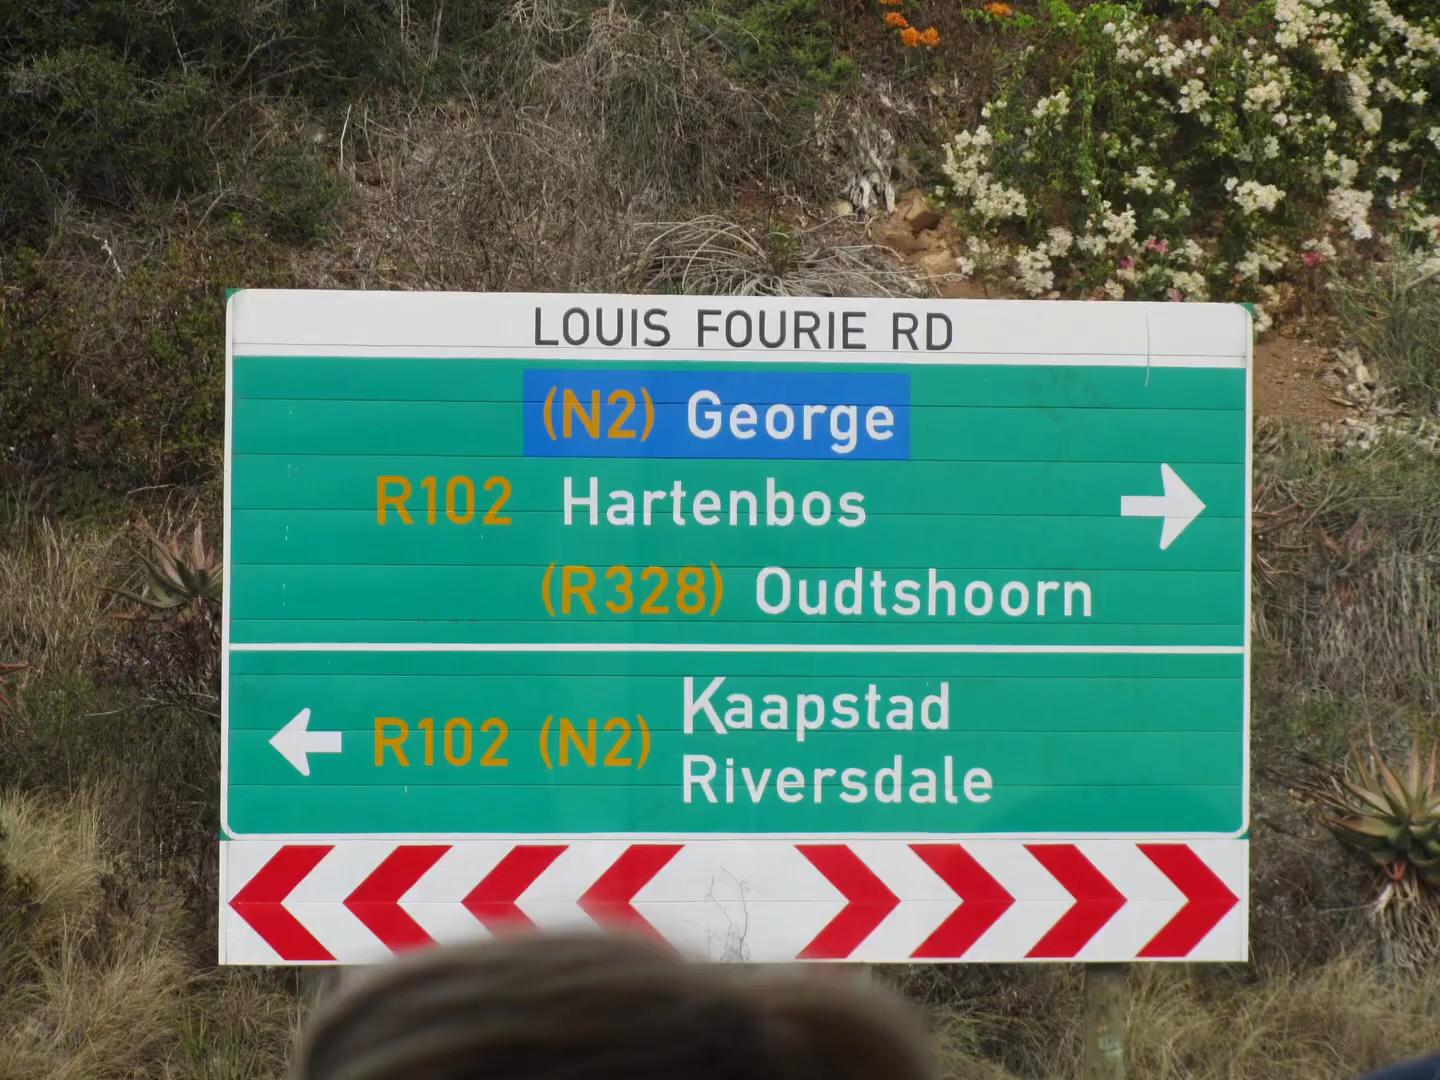 LOUIS FOURIE RD
(N2) George
R102 Hartenbos
(R328) Oudtshoorn
R102 (N2) Kaapstad
Riversdale